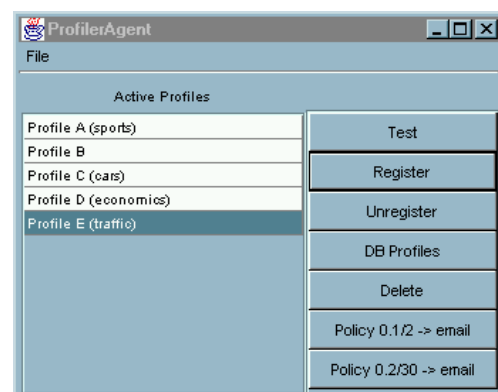 ProfilerAgent
File
Active Profiles
Profile A (sports)
Profile B
Profile C (cars)
Profile D (economics)
Profile E (traffic)
Test
Register
Unregister
DB Profiles
Delete
Policy 0.1/2 -> email
Policy 0.2/30 -> email